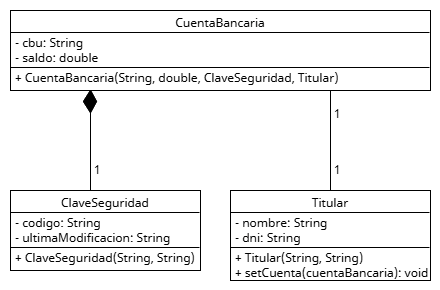 CuentaBancaria
- cbu: String
- saldo: double
+ CuentaBancaria(String, double, ClaveSeguridad, Titular)
1
1
1
ClaveSeguridad
- codigo: String
- ultimaModificacion: String
+ ClaveSeguridad(String, String)
Titular
- nombre: String
- dni: String
+ Titular(String, String)
+ setCuenta(cuentaBancaria): void